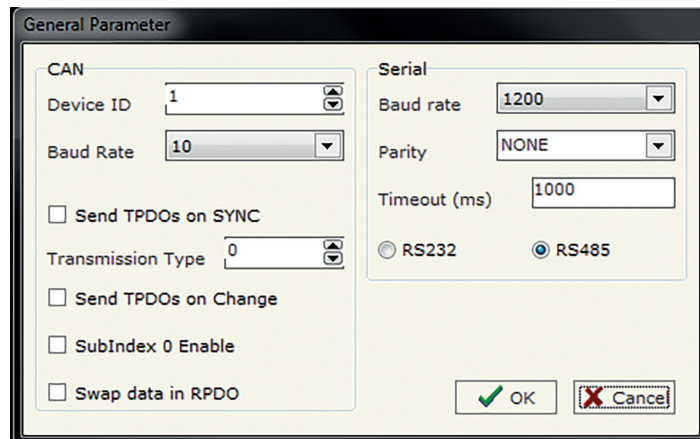 General Parameter
CAN
Device ID 1
Baud Rate 10
Send TPDOs on SYNC
Transmission Type 0
Send TPDOs on Change
SubIndex 0 Enable
Swap data in RPDO
Serial
Baud rate 1200
Parity NONE
Timeout (ms) 1000
RS232 RS485
OK Cancel